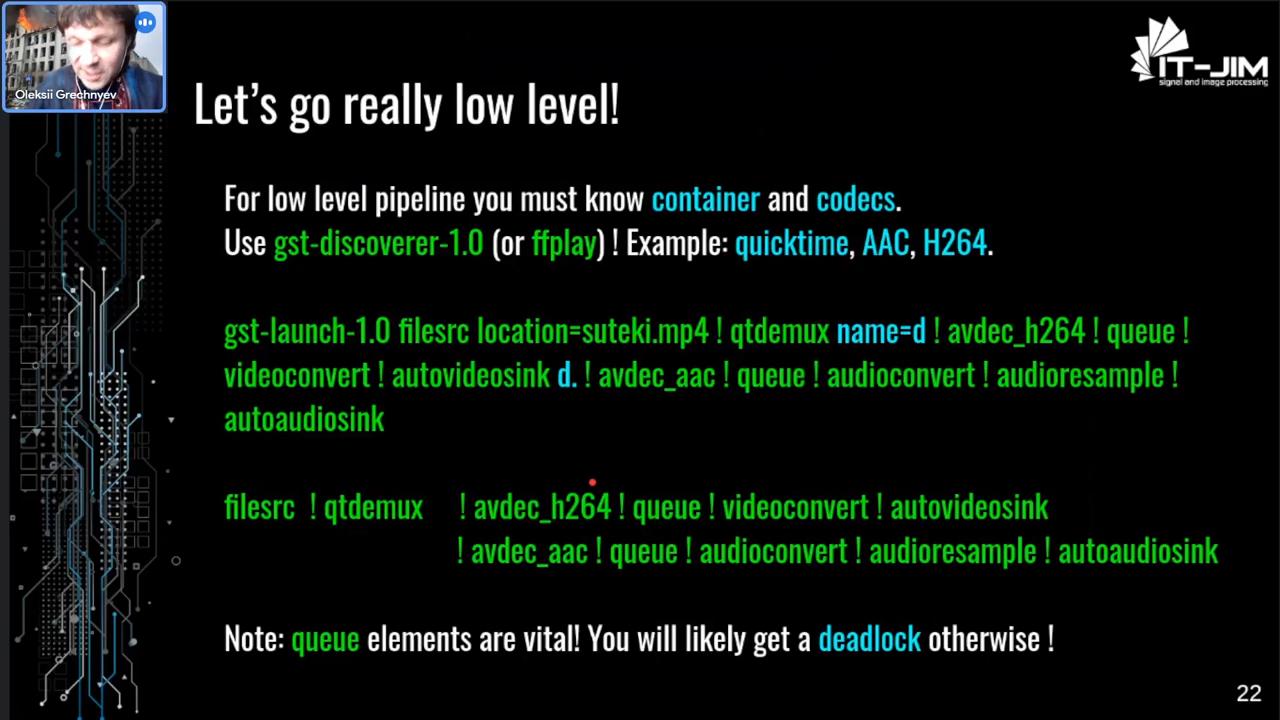 Oleksii Grechnyev
IT-JIM
signal and image processing
Let's go really low level!
For low level pipeline you must know container and codecs.
Use gst-discoverer-1.0 (or ffplay) ! Example: quicktime, AAC, H264.
gst-launch-1.0 filesrc location=suteki.mp4 ! qtdemux name=d ! avdec_h264 ! queue !
videoconvert ! autovideosink d. ! avdec_aac ! queue ! audioconvert ! audioresample !
autoaudiosink
filesrc ! qtdemux ! avdec_h264 ! queue ! videoconvert ! autovideosink
! avdec_aac ! queue ! audioconvert ! audioresample ! autoaudiosink
Note: queue elements are vital! You will likely get a deadlock otherwise !
22